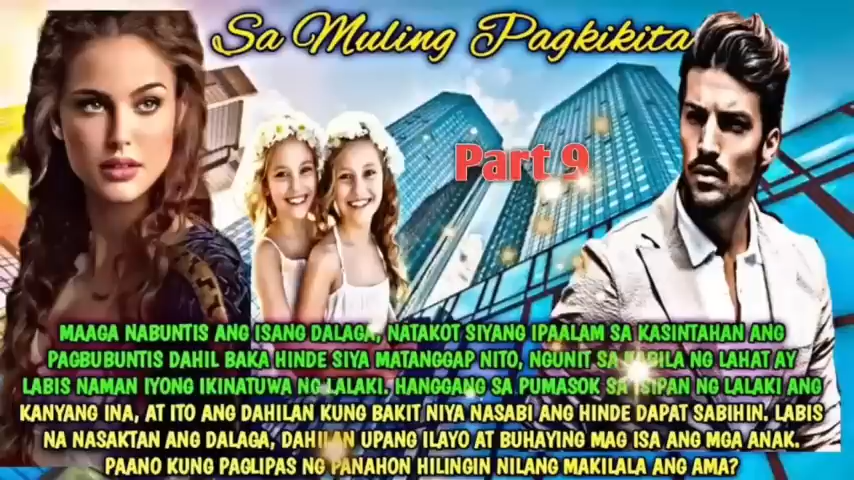 Sa Muling Pagkikita
Part 9
MAAGA NABUNTIS ANG ISANG DALAGA, NATAKOT SIYANG IPAALAM SA KASINTAHAN ANG
PAGBUBUNTIS DAHIL BAKA HINDE SIYA MATANGGAP NITO, NGUNIT SA KABILA NG LAHAT AY
LABIS NAMAN IYONG IKINATUWA NG LALAKI. HANGGANG SA PUMASOK SA ISIPAN NG LALAKI ANG
KANYANG INA, AT ITO ANG DAHILAN KUNG BAKIT NIYA NASABI ANG HINDE DAPAT SABIHIN. LABIS
NA NASAKTAN ANG DALAGA, DAHILAN UPANG ILAYO AT BUHAYING MAG ISA ANG MGA ANAK.
PAANO KUNG PAGLIPAS NG PANAHON HILINGIN NILANG MAKILALA ANG AMA?